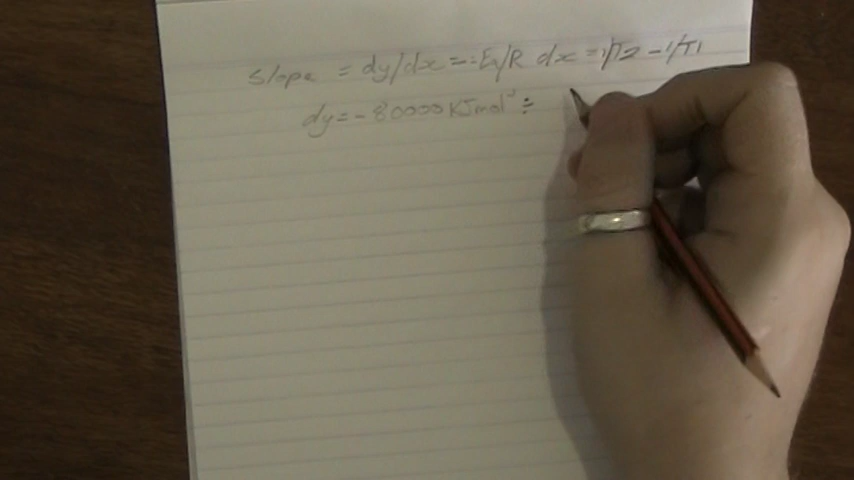 Slope = dy/dx = -Ea/R dx = 1/T2 - 1/T1
dy = -80000 KJmol⁻¹ ÷